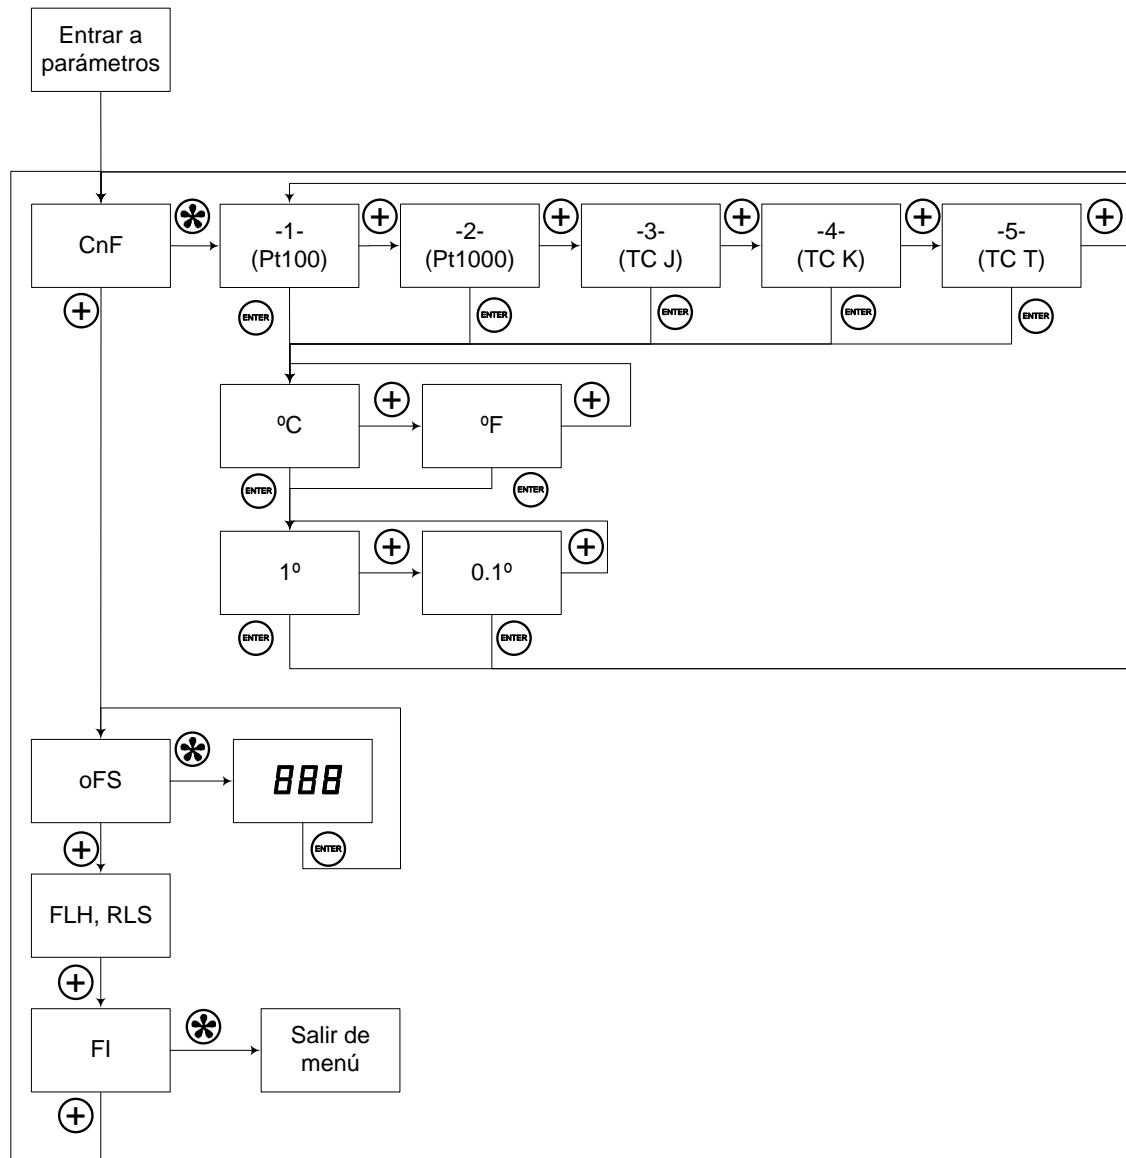 Entrar a
parámetros
CnF
-1-
(Pt100)
-2-
(Pt1000)
-3-
(TC J)
-4-
(TC K)
-5-
(TC T)
ENTER
ENTER
ENTER
ENTER
ENTER
ºC
ºF
ENTER
ENTER
1º
0.1º
ENTER
ENTER
oFS
888
ENTER
FLH, RLS
FI
Salir de
menú